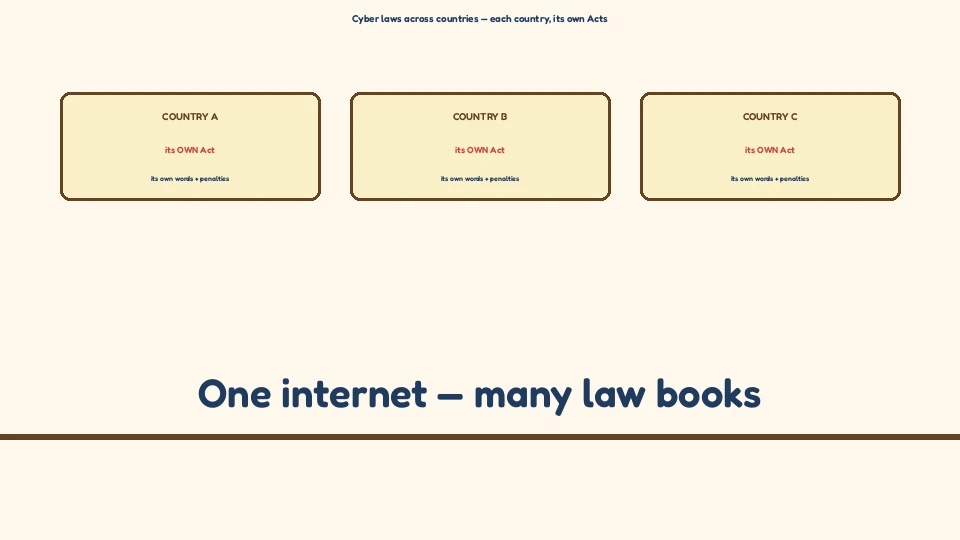 Cyber laws across countries — each country, its own Acts
COUNTRY A
its OWN Act
its own words + penalties
COUNTRY B
its OWN Act
its own words + penalties
COUNTRY C
its OWN Act
its own words + penalties
One internet — many law books